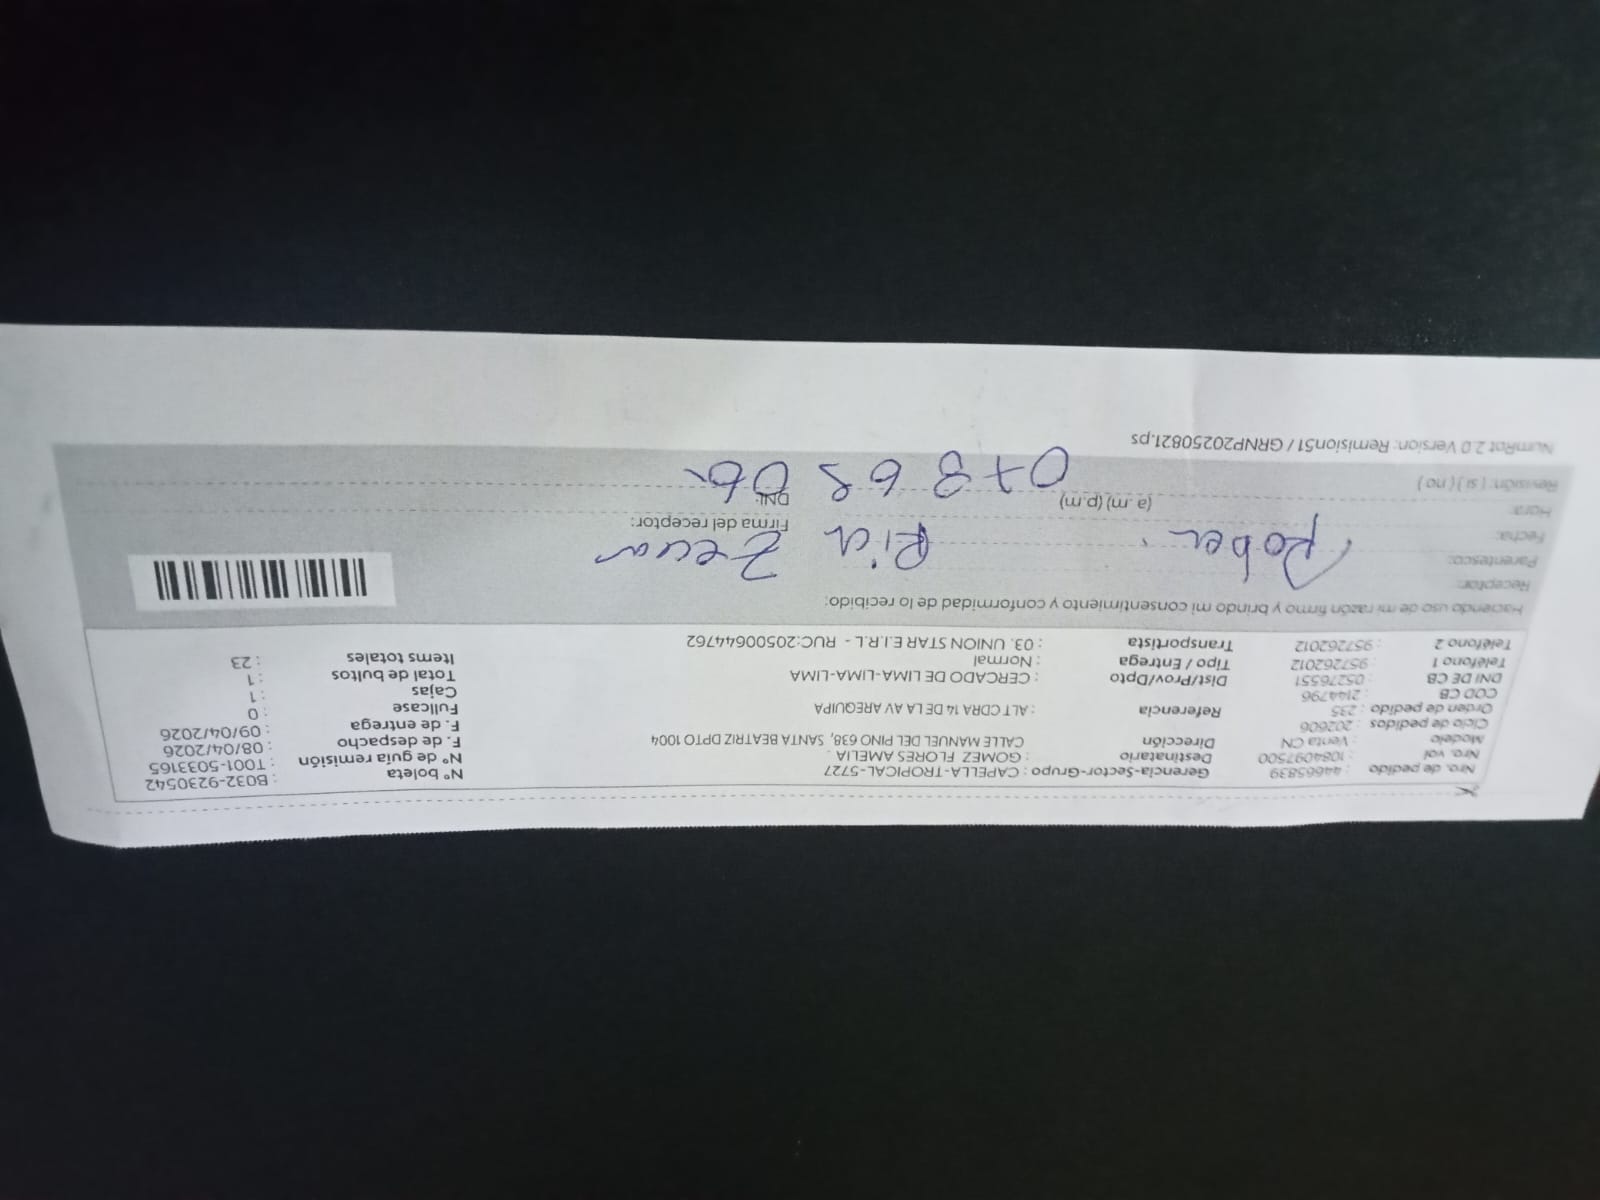 Nro. de pedido : 44665839 Gerencia-Sector-Grupo : CAPELLA-TROPICAL-5727 N° boleta : B032-9230542
Nro. vol : 1084097500 Destinatario : GOMEZ FLORES AMELIA . N° de guía remisión : T001-5033165
Modelo : Venta CN Dirección CALLE MANUEL DEL PINO 638, SANTA BEATRIZ DPTO 1004 F. de despacho : 08/04/2026
Ciclo de pedidos : 202606 F. de entrega : 09/04/2026
Orden de pedido : 235 Referencia : ALT CDRA 14 DE LA AV AREQUIPA Fullcase : 0
COD CB : 2144796 Cajas : 1
DNI DE CB : 05276551 Dist/Prov/Dpto : CERCADO DE LIMA-LIMA-LIMA Total de bultos : 1
Teléfono 1 : 957262012 Tipo / Entrega : Normal Items totales : 23
Teléfono 2 : 957262012 Transportista : 03. UNION STAR E.I.R.L - RUC:20500644762
Haciendo uso de mi razón firmo y brindo mi consentimiento y conformidad de lo recibido:
Receptor:
Parentesco:
Fecha:
Firma del receptor:
Hora: (a.m) (p.m) DNI:
Revisión: ( si ) ( no )
NumRot 2.0 Version: Remision51 / GRNP20250821.ps